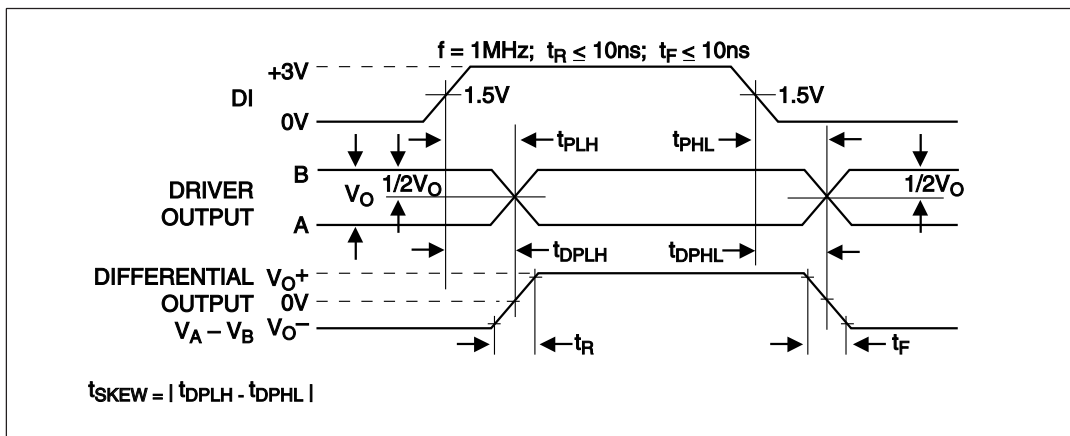 f = 1MHz; tR ≤ 10ns; tF ≤ 10ns
+3V
DI
1.5V
1.5V
0V
tPLH
tPHL
B
DRIVER
OUTPUT
VO
1/2VO
1/2VO
A
tDPLH
tDPHL
DIFFERENTIAL
OUTPUT
VA – VB
VO+
0V
VO–
tR
tF
tSKEW = | tDPLH - tDPHL |